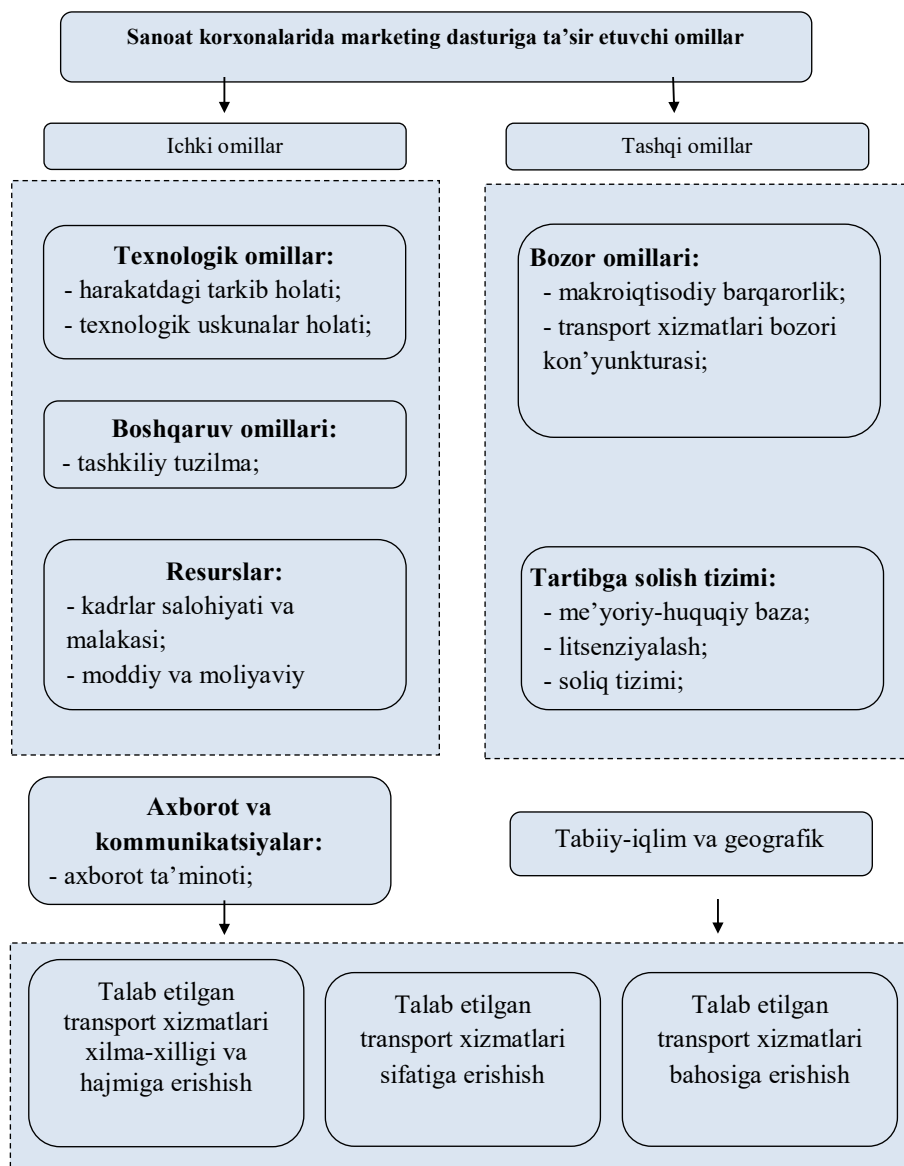 Sanoat korxonalarida marketing dasturiga ta’sir etuvchi omillar
Ichki omillar
Tashqi omillar
Texnologik omillar:
- harakatdagi tarkib holati;
- texnologik uskunalar holati;
Boshqaruv omillari:
- tashkiliy tuzilma;
Resurslar:
- kadrlar salohiyati va
malakasi;
- moddiy va moliyaviy
Bozor omillari:
- makroiqtisodiy barqarorlik;
- transport xizmatlari bozori
kon’yunkturasi;
Tartibga solish tizimi:
- me’yoriy-huquqiy baza;
- litsenziyalash;
- soliq tizimi;
Axborot va
kommunikatsiyalar:
- axborot ta’minoti;
Tabiiy-iqlim va geografik
Talab etilgan
transport xizmatlari
xilma-xilligi va
hajmiga erishish
Talab etilgan
transport xizmatlari
sifatiga erishish
Talab etilgan
transport xizmatlari
bahosiga erishish